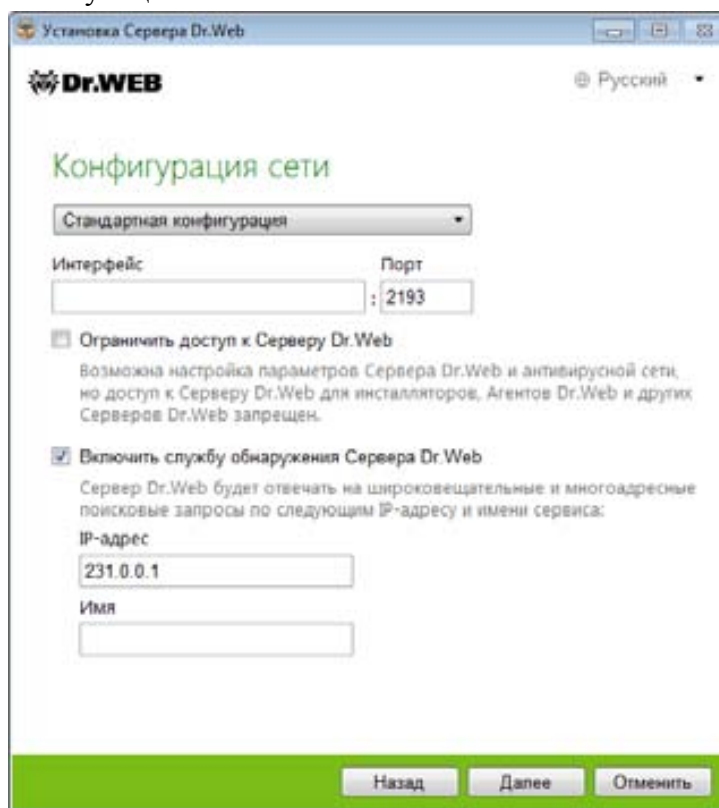 Установка Сервера Dr.Web
Dr.WEB
Русский
Конфигурация сети
Стандартная конфигурация
Интерфейс Порт
: 2193
Ограничить доступ к Серверу Dr.Web
Возможна настройка параметров Сервера Dr.Web и антивирусной сети,
но доступ к Серверу Dr.Web для инсталляторов, Агентов Dr.Web и других
Серверов Dr.Web запрещен.
Включить службу обнаружения Сервера Dr.Web
Сервер Dr.Web будет отвечать на широковещательные и многоадресные
поисковые запросы по следующим IP-адресу и имени сервиса:
IP-адрес
231.0.0.1
Имя
Назад Далее Отменить